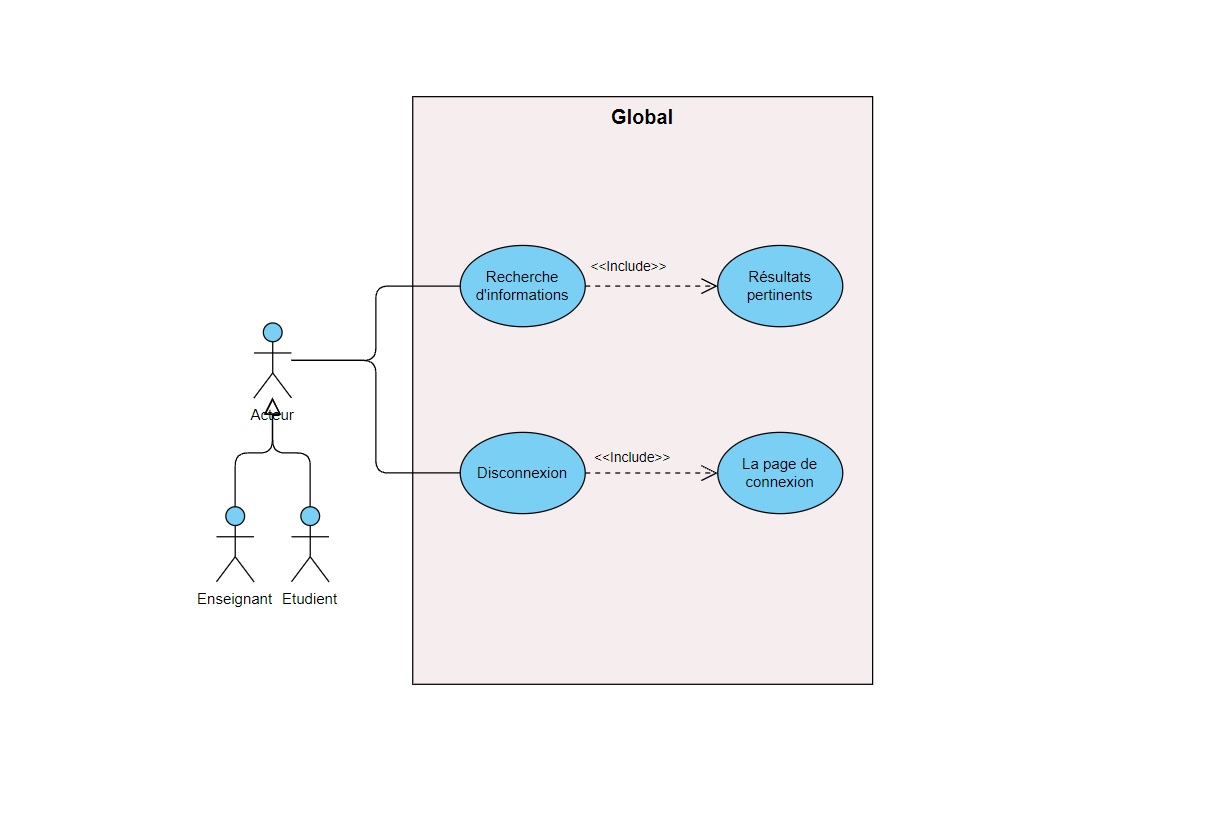 Global
Recherche
d'informations
<<Include>>
Résultats
pertinents
Acteur
Disconnexion
<<Include>>
La page de
connexion
Enseignant
Etudient